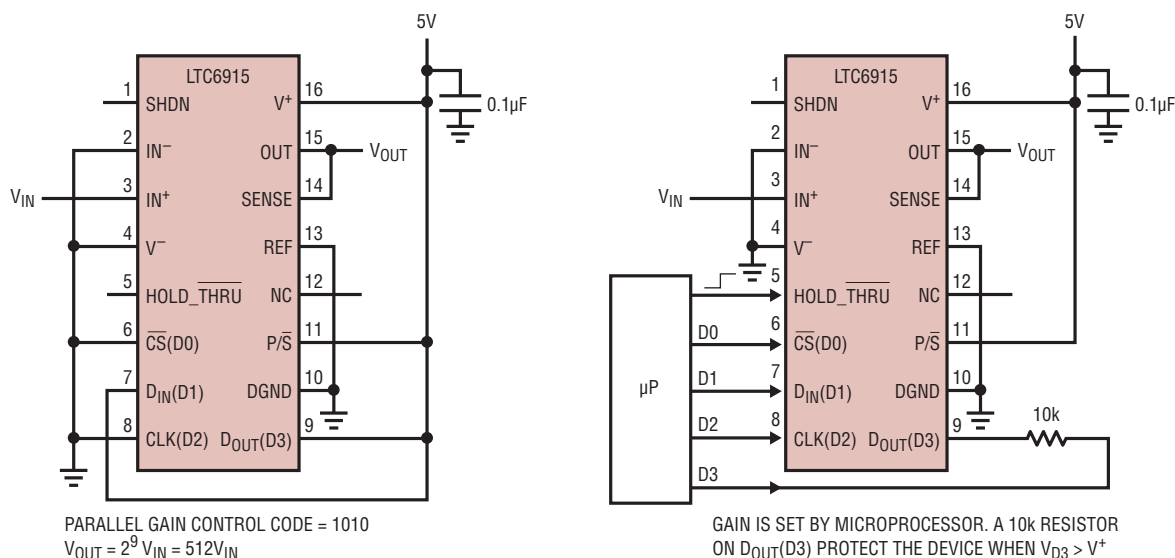 5V
LTC6915
0.1µF
1
SHDN
16
V+
2
IN−
15
OUT
VOUT
VIN
3
IN+
14
SENSE
4
V−
13
REF
5
HOLD_THRU
12
NC
6
CS(D0)
11
P/S
7
DIN(D1)
10
DGND
8
CLK(D2)
9
DOUT(D3)
PARALLEL GAIN CONTROL CODE = 1010
VOUT = 2⁹ VIN = 512VIN
5V
LTC6915
0.1µF
1
SHDN
16
V+
2
IN−
15
OUT
VOUT
VIN
3
IN+
14
SENSE
4
V−
13
REF
5
HOLD_THRU
12
NC
D0
6
CS(D0)
11
P/S
µP
D1
7
DIN(D1)
10
DGND
10k
D2
8
CLK(D2)
9
DOUT(D3)
D3
GAIN IS SET BY MICROPROCESSOR. A 10k RESISTOR
ON DOUT(D3) PROTECT THE DEVICE WHEN VD3 > V+